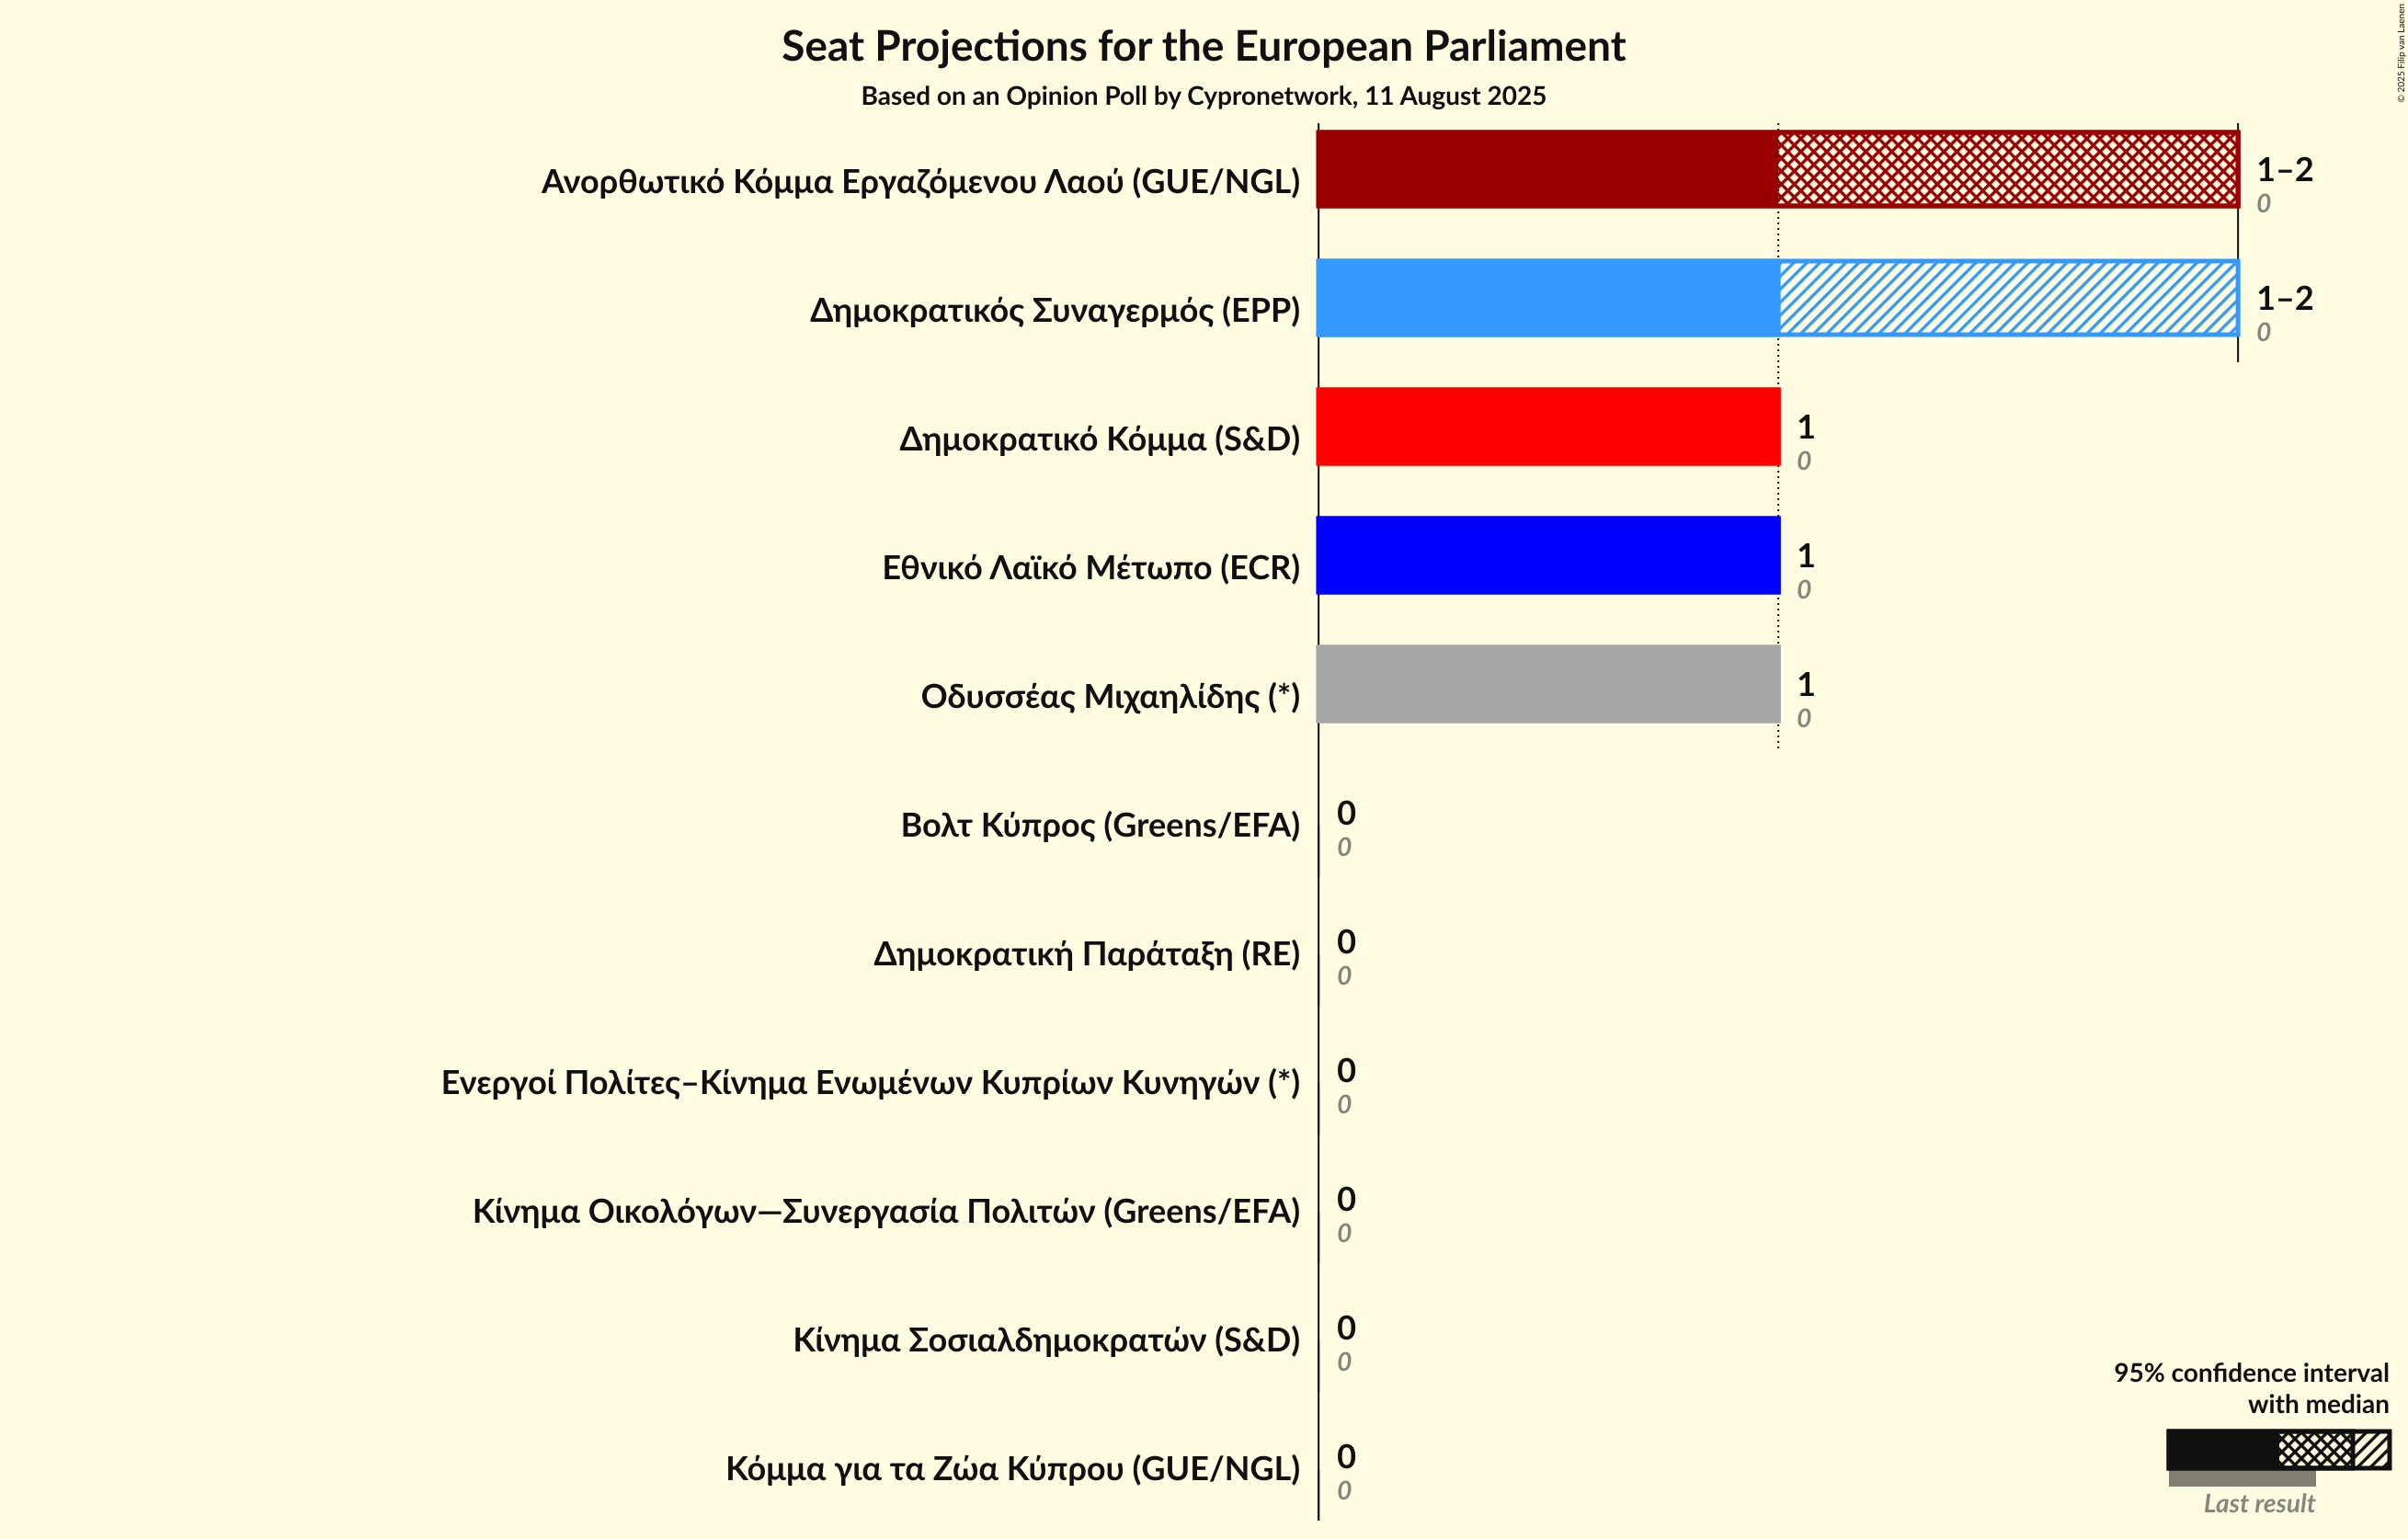 Seat Projections for the European Parliament
Based on an Opinion Poll by Cypronetwork, 11 August 2025
© 2025 Filip van Laenen
Ανορθωτικό Κόμμα Εργαζόμενου Λαού (GUE/NGL)
1–2
0
Δημοκρατικός Συναγερμός (EPP)
1–2
0
Δημοκρατικό Κόμμα (S&D)
1
0
Εθνικό Λαϊκό Μέτωπο (ECR)
1
0
Οδυσσέας Μιχαηλίδης (*)
1
0
Βολτ Κύπρος (Greens/EFA)
0
0
Δημοκρατική Παράταξη (RE)
0
0
Ενεργοί Πολίτες–Κίνημα Ενωμένων Κυπρίων Κυνηγών (*)
0
0
Κίνημα Οικολόγων—Συνεργασία Πολιτών (Greens/EFA)
0
0
Κίνημα Σοσιαλδημοκρατών (S&D)
0
0
Κόμμα για τα Ζώα Κύπρου (GUE/NGL)
0
0
95% confidence interval
with median
Last result